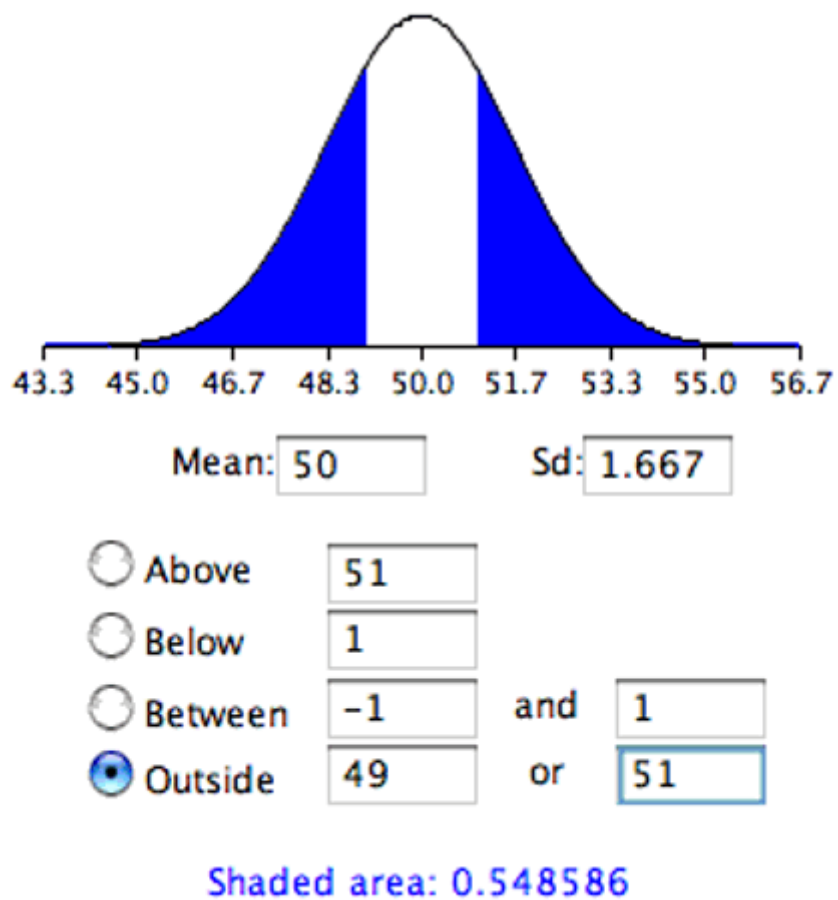 43.3 45.0 46.7 48.3 50.0 51.7 53.3 55.0 56.7
Mean: 50 Sd: 1.667
Above 51
Below 1
Between -1 and 1
Outside 49 or 51
Shaded area: 0.548586